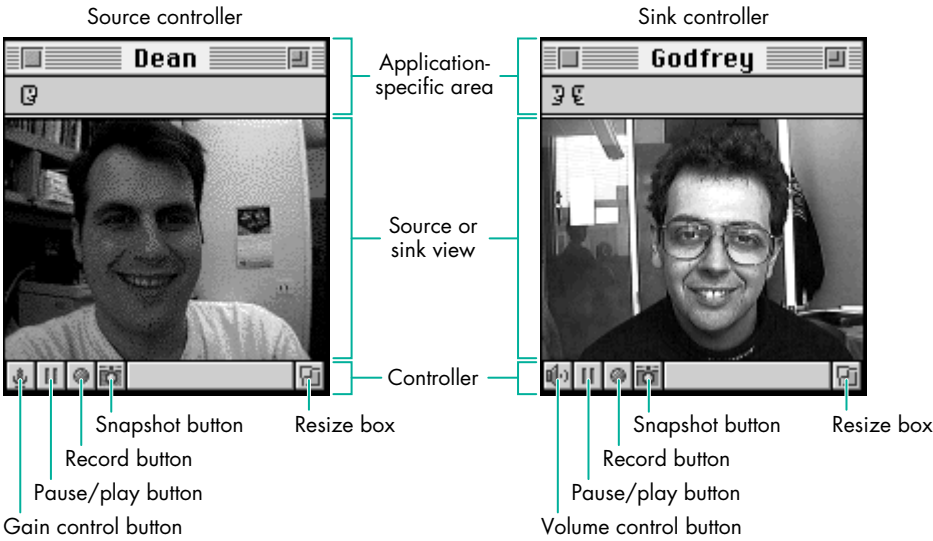 Source controller
Sink controller
Dean
Godfrey
Application-
specific area
Source or
sink view
Controller
Snapshot button
Resize box
Record button
Pause/play button
Gain control button
Snapshot button
Resize box
Record button
Pause/play button
Volume control button